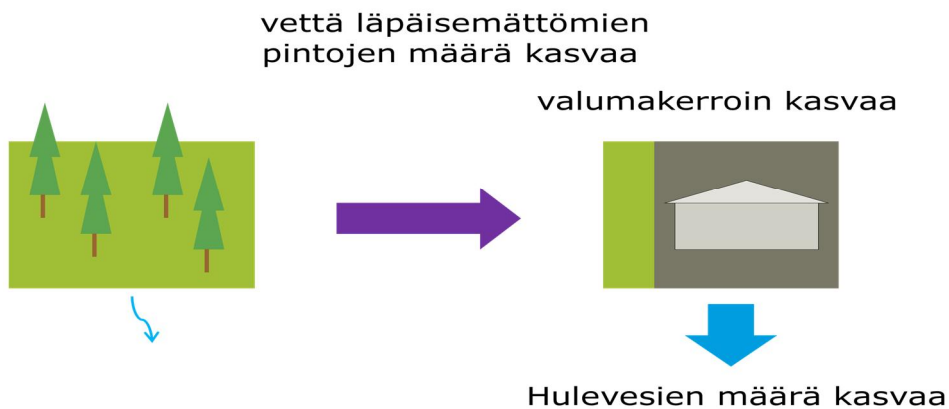 vettä läpäisemättömien
pintojen määrä kasvaa
valumakerroin kasvaa
Hulevesien määrä kasvaa